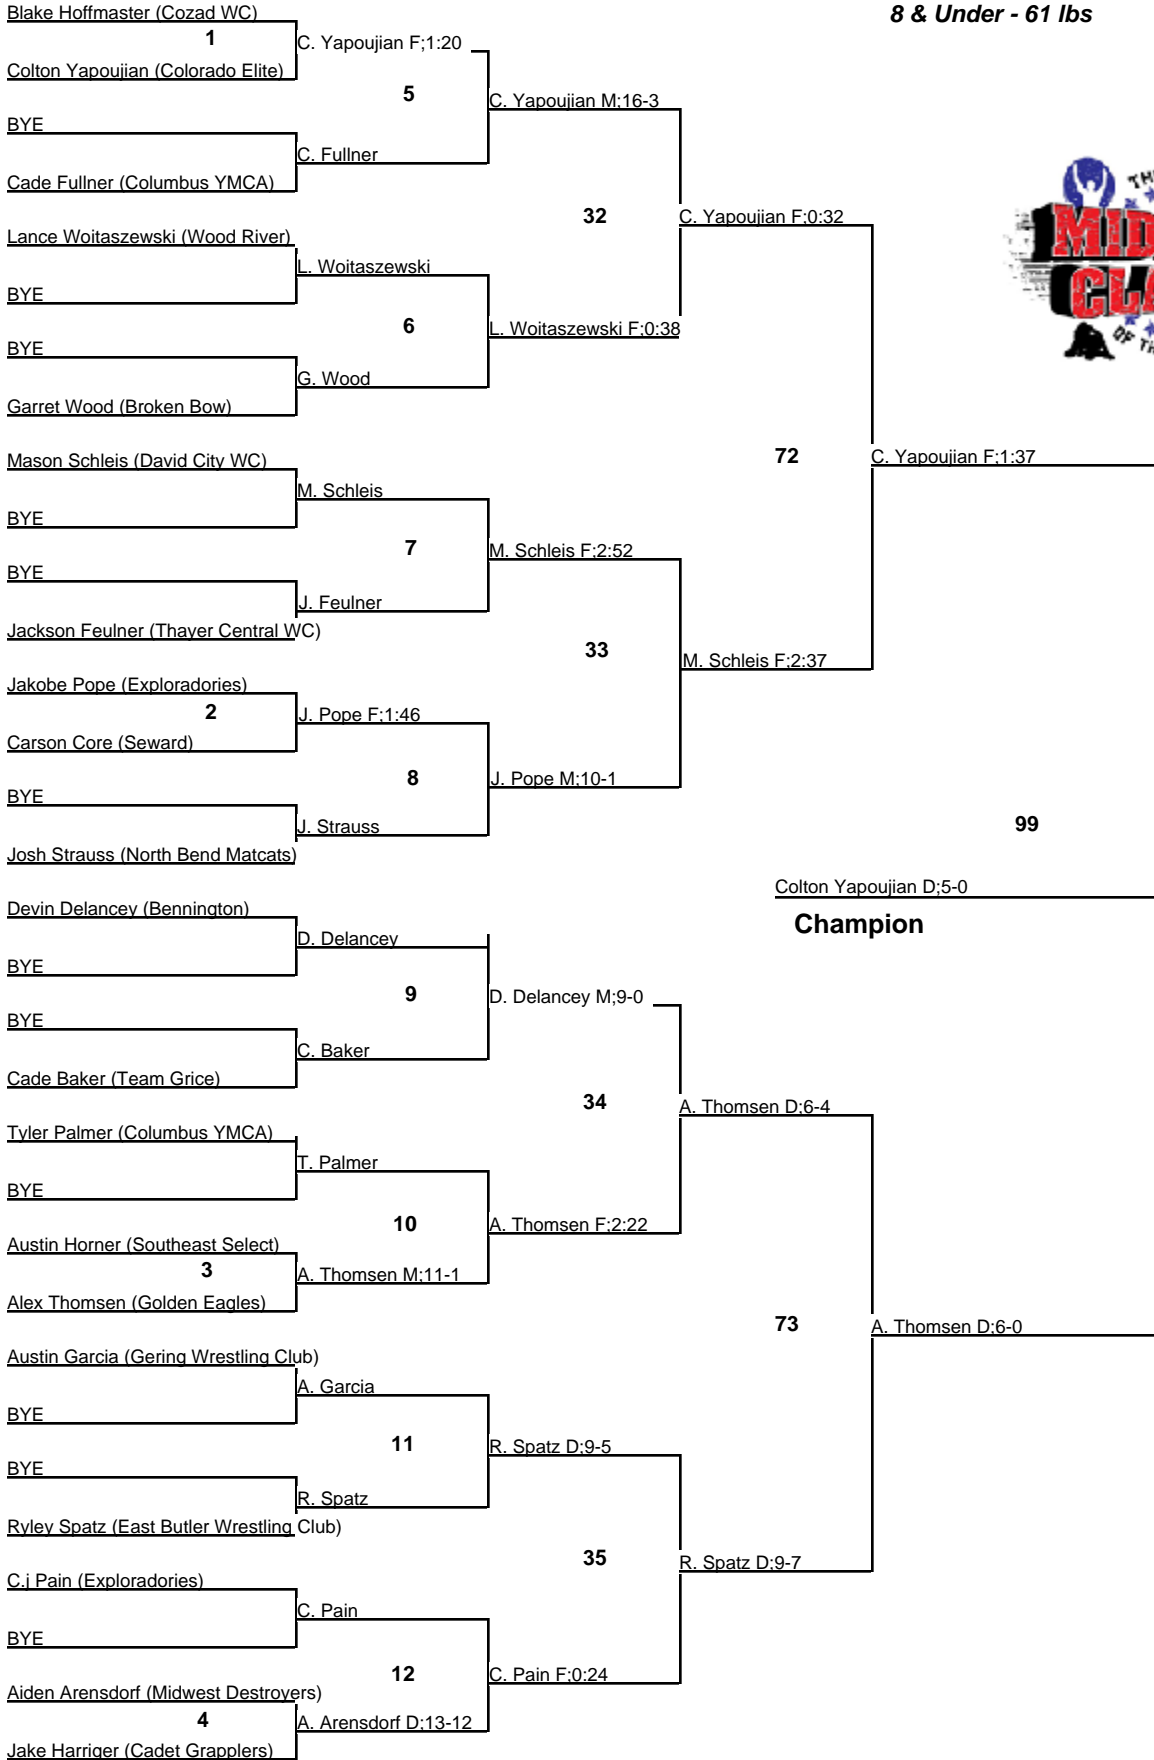 Blake Hoffmaster (Cozad WC)
8 & Under - 61 lbs
1
C. Yapoujian F;1:20
Colton Yapoujian (Colorado Elite)
5
C. Yapoujian M;16-3
BYE
C. Fullner
Cade Fullner (Columbus YMCA)
32
C. Yapoujian F;0:32
Lance Woitaszewski (Wood River)
L. Woitaszewski
BYE
6
L. Woitaszewski F;0:38
BYE
G. Wood
Garret Wood (Broken Bow)
72
C. Yapoujian F;1:37
Mason Schleis (David City WC)
M. Schleis
BYE
7
M. Schleis F;2:52
BYE
J. Feulner
Jackson Feulner (Thayer Central WC)
33
M. Schleis F;2:37
Jakobe Pope (Exploradories)
2
J. Pope F;1:46
Carson Core (Seward)
8
J. Pope M;10-1
BYE
J. Strauss
Josh Strauss (North Bend Matcats)
99
Colton Yapoujian D;5-0
Champion
Devin Delancey (Bennington)
D. Delancey
BYE
9
D. Delancey M;9-0
BYE
C. Baker
Cade Baker (Team Grice)
34
A. Thomsen D;6-4
Tyler Palmer (Columbus YMCA)
T. Palmer
BYE
10
A. Thomsen F;2:22
Austin Horner (Southeast Select)
3
A. Thomsen M;11-1
Alex Thomsen (Golden Eagles)
73
A. Thomsen D;6-0
Austin Garcia (Gering Wrestling Club)
A. Garcia
BYE
11
R. Spatz D;9-5
BYE
R. Spatz
Ryley Spatz (East Butler Wrestling Club)
35
R. Spatz D;9-7
C.j Pain (Exploradories)
C. Pain
BYE
12
C. Pain F;0:24
Aiden Arensdorf (Midwest Destroyers)
4
A. Arensdorf D;13-12
Jake Harriger (Cadet Grapplers)